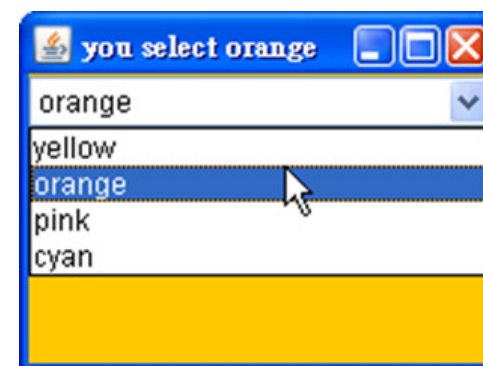 you select orange
orange
yellow
orange
pink
cyan